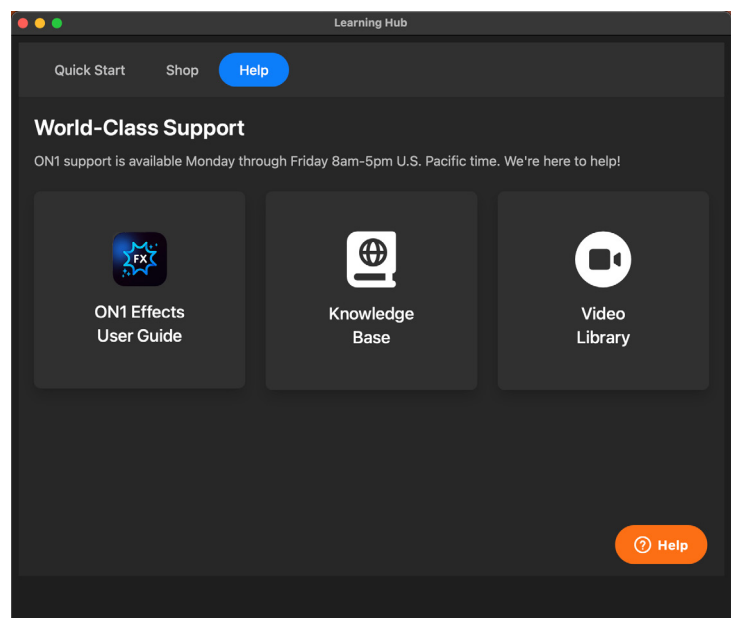 Learning Hub
Quick Start
Shop
Help
World-Class Support
ON1 support is available Monday through Friday 8am-5pm U.S. Pacific time. We're here to help!
FX
ON1 Effects
User Guide
Knowledge
Base
Video
Library
? Help